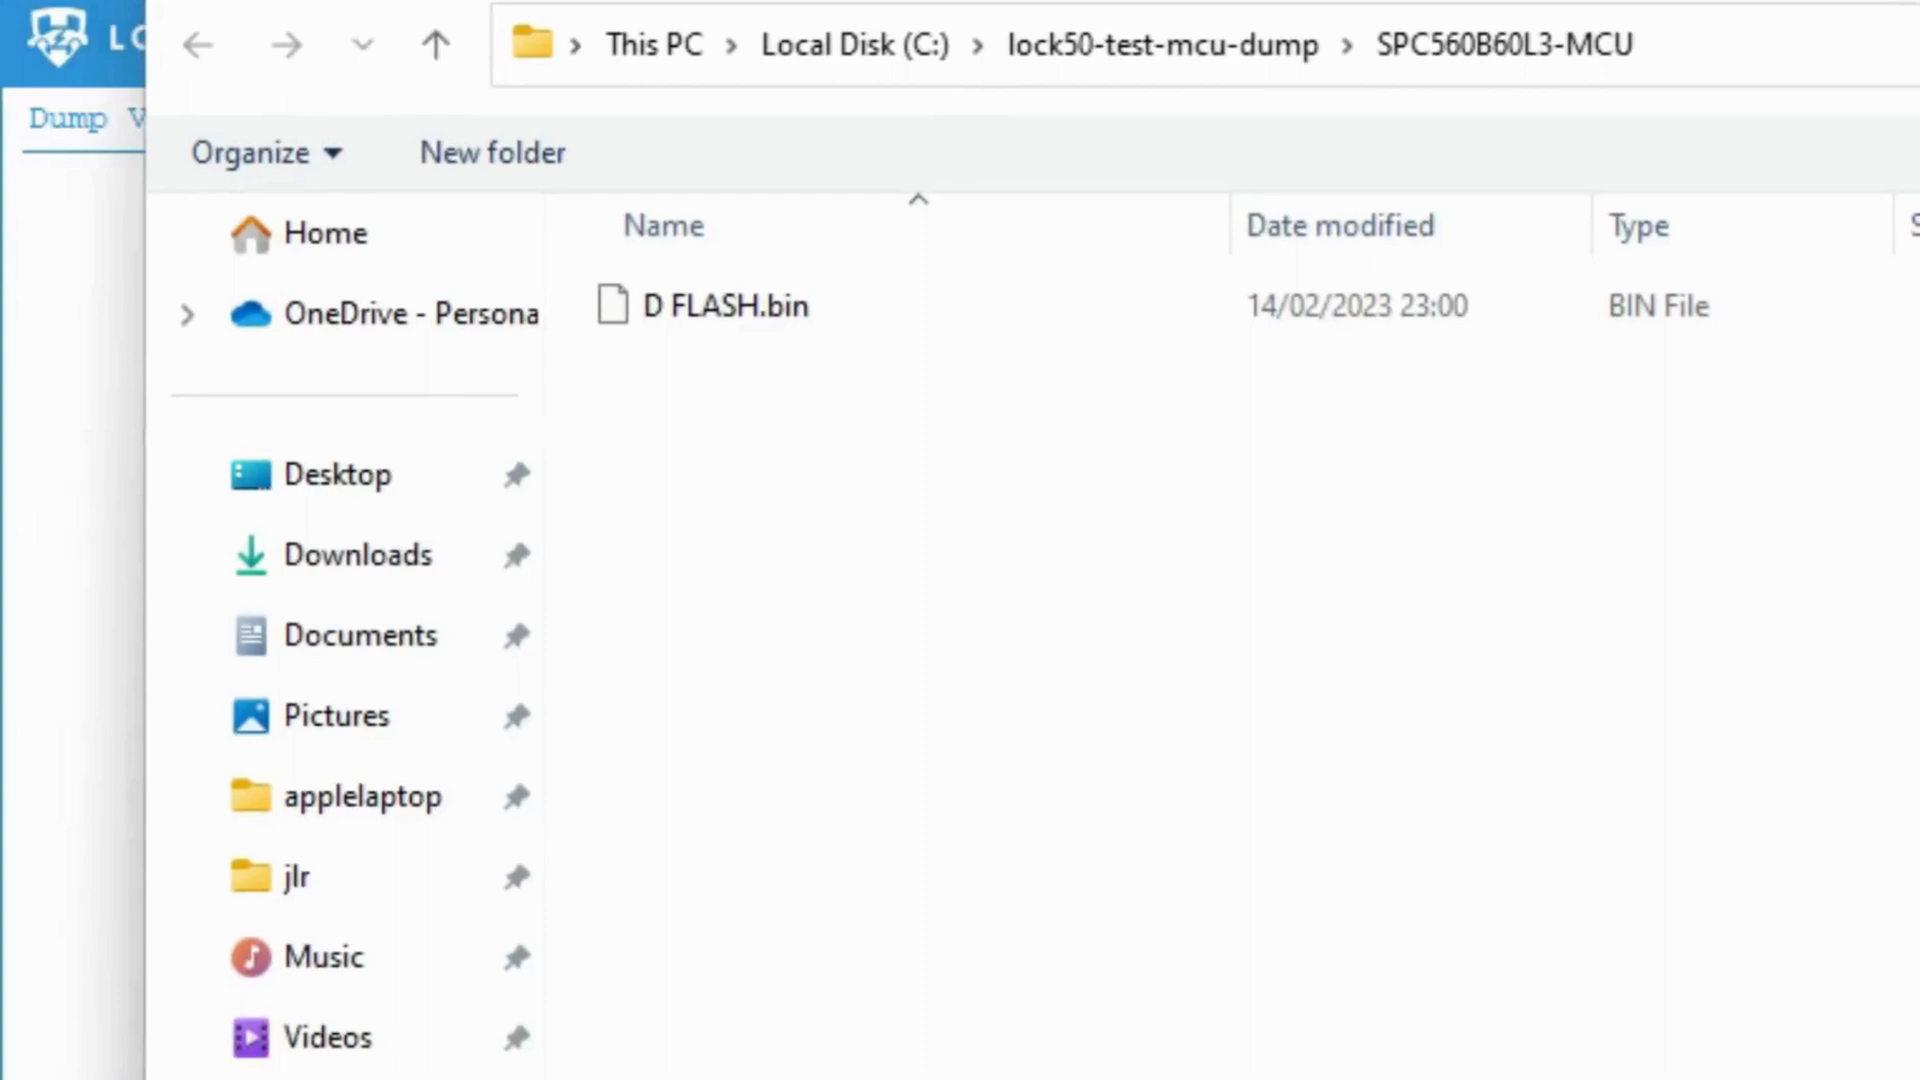 LO
This PC > Local Disk (C:) > lock50-test-mcu-dump > SPC560B60L3-MCU
Dump V
Organize New folder
Name Date modified Type S
Home
OneDrive - Persona
D FLASH.bin 14/02/2023 23:00 BIN File
Desktop
Downloads
Documents
Pictures
applelaptop
jlr
Music
Videos